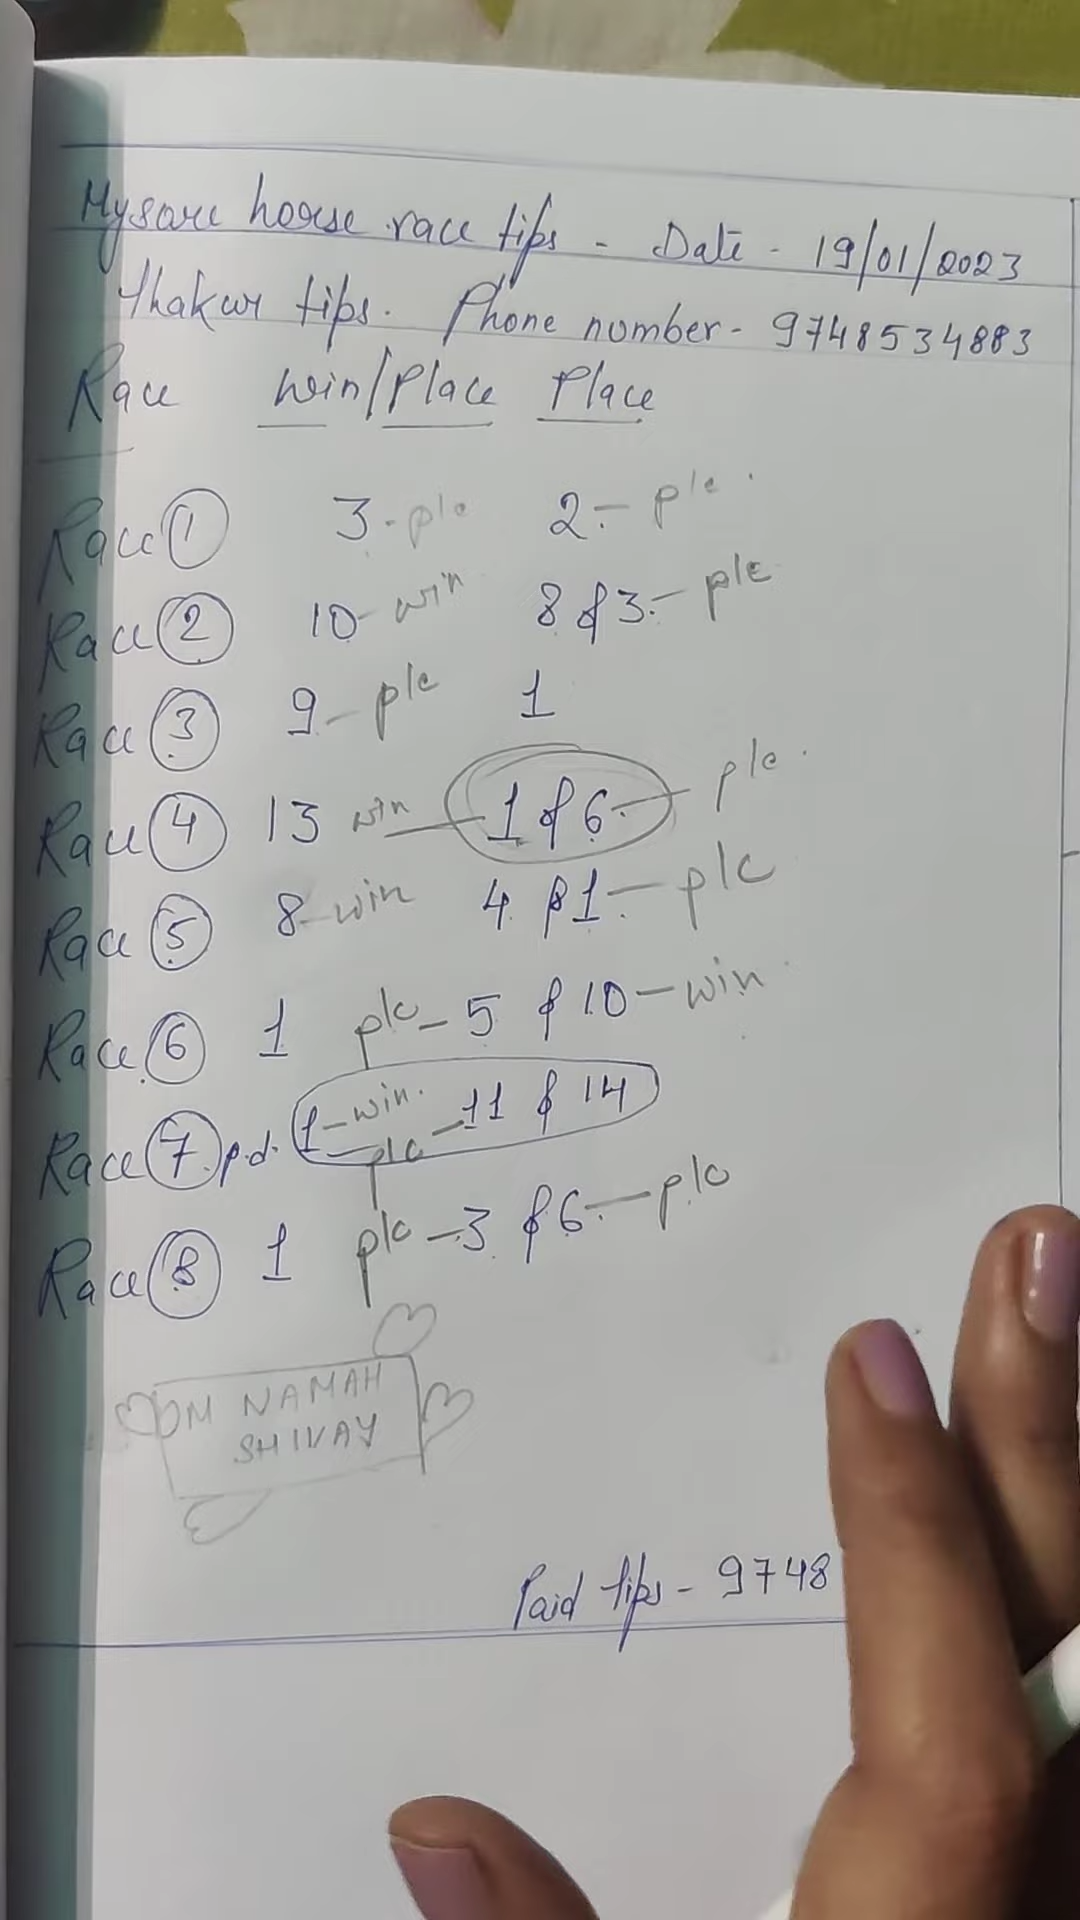 Mysore horse race tips - Date - 19/01/2023
Thakur tips. Phone number - 9748534883
Race win/Place Place
Race 1 3 - plc 2 - plc.
Race 2 10 - win 8 & 3 - plc
Race 3 9 - plc 1
Race 4 13 win 1 & 6 - plc.
Race 5 8 - win 4 & 1 - plc
Race 6 1 plc - 5 & 10 - win
Race 7 p.d. 1 - win. plc - 11 & 14
Race 8 1 plc - 3 & 6 - plc
OM NAMAH
SHIVAY
Paid tips - 9748